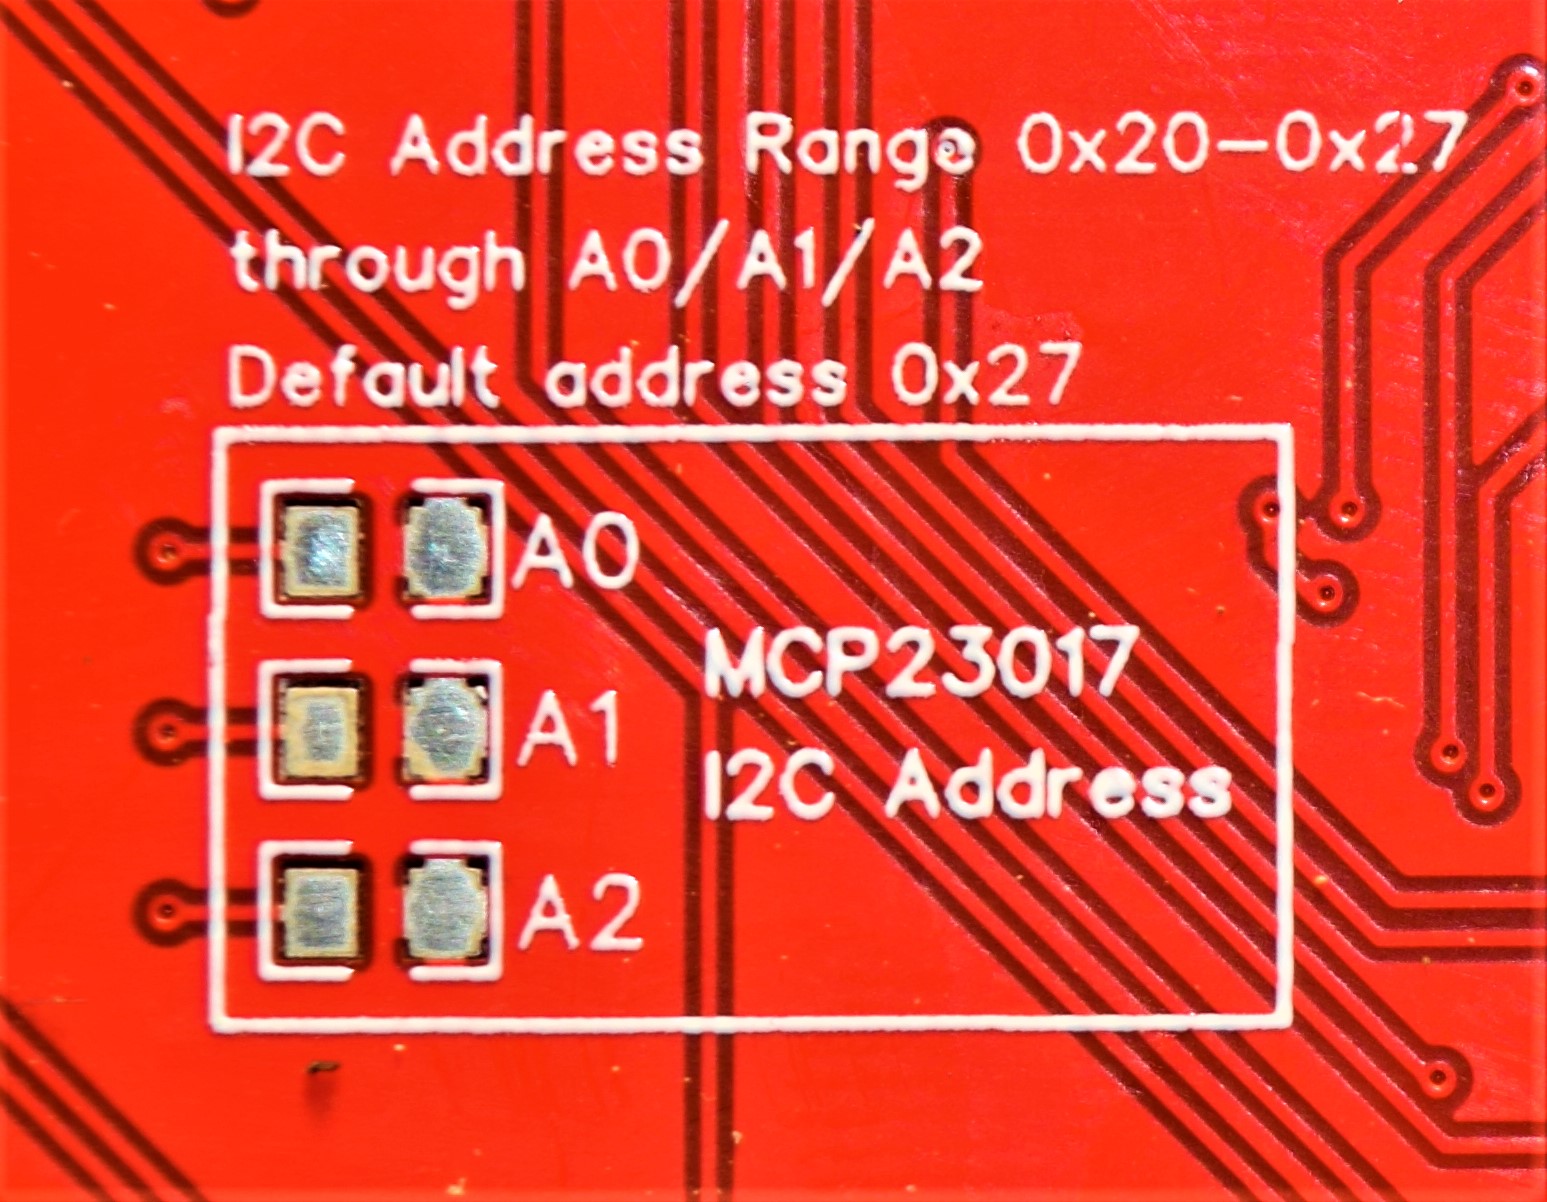 I2C Address Range 0x20-0x27
through A0/A1/A2
Default address 0x27
A0
A1
A2
MCP23017
I2C Address